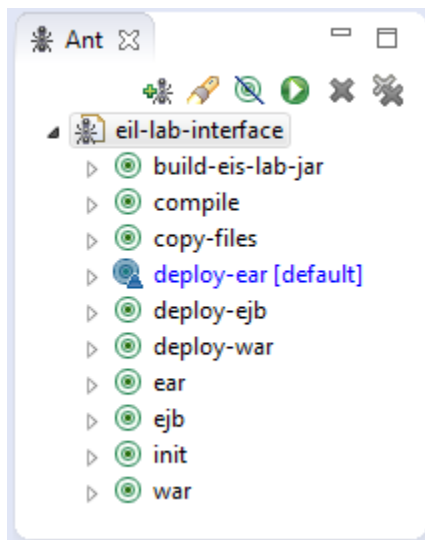 Ant
eil-lab-interface
build-eis-lab-jar
compile
copy-files
deploy-ear [default]
deploy-ejb
deploy-war
ear
ejb
init
war